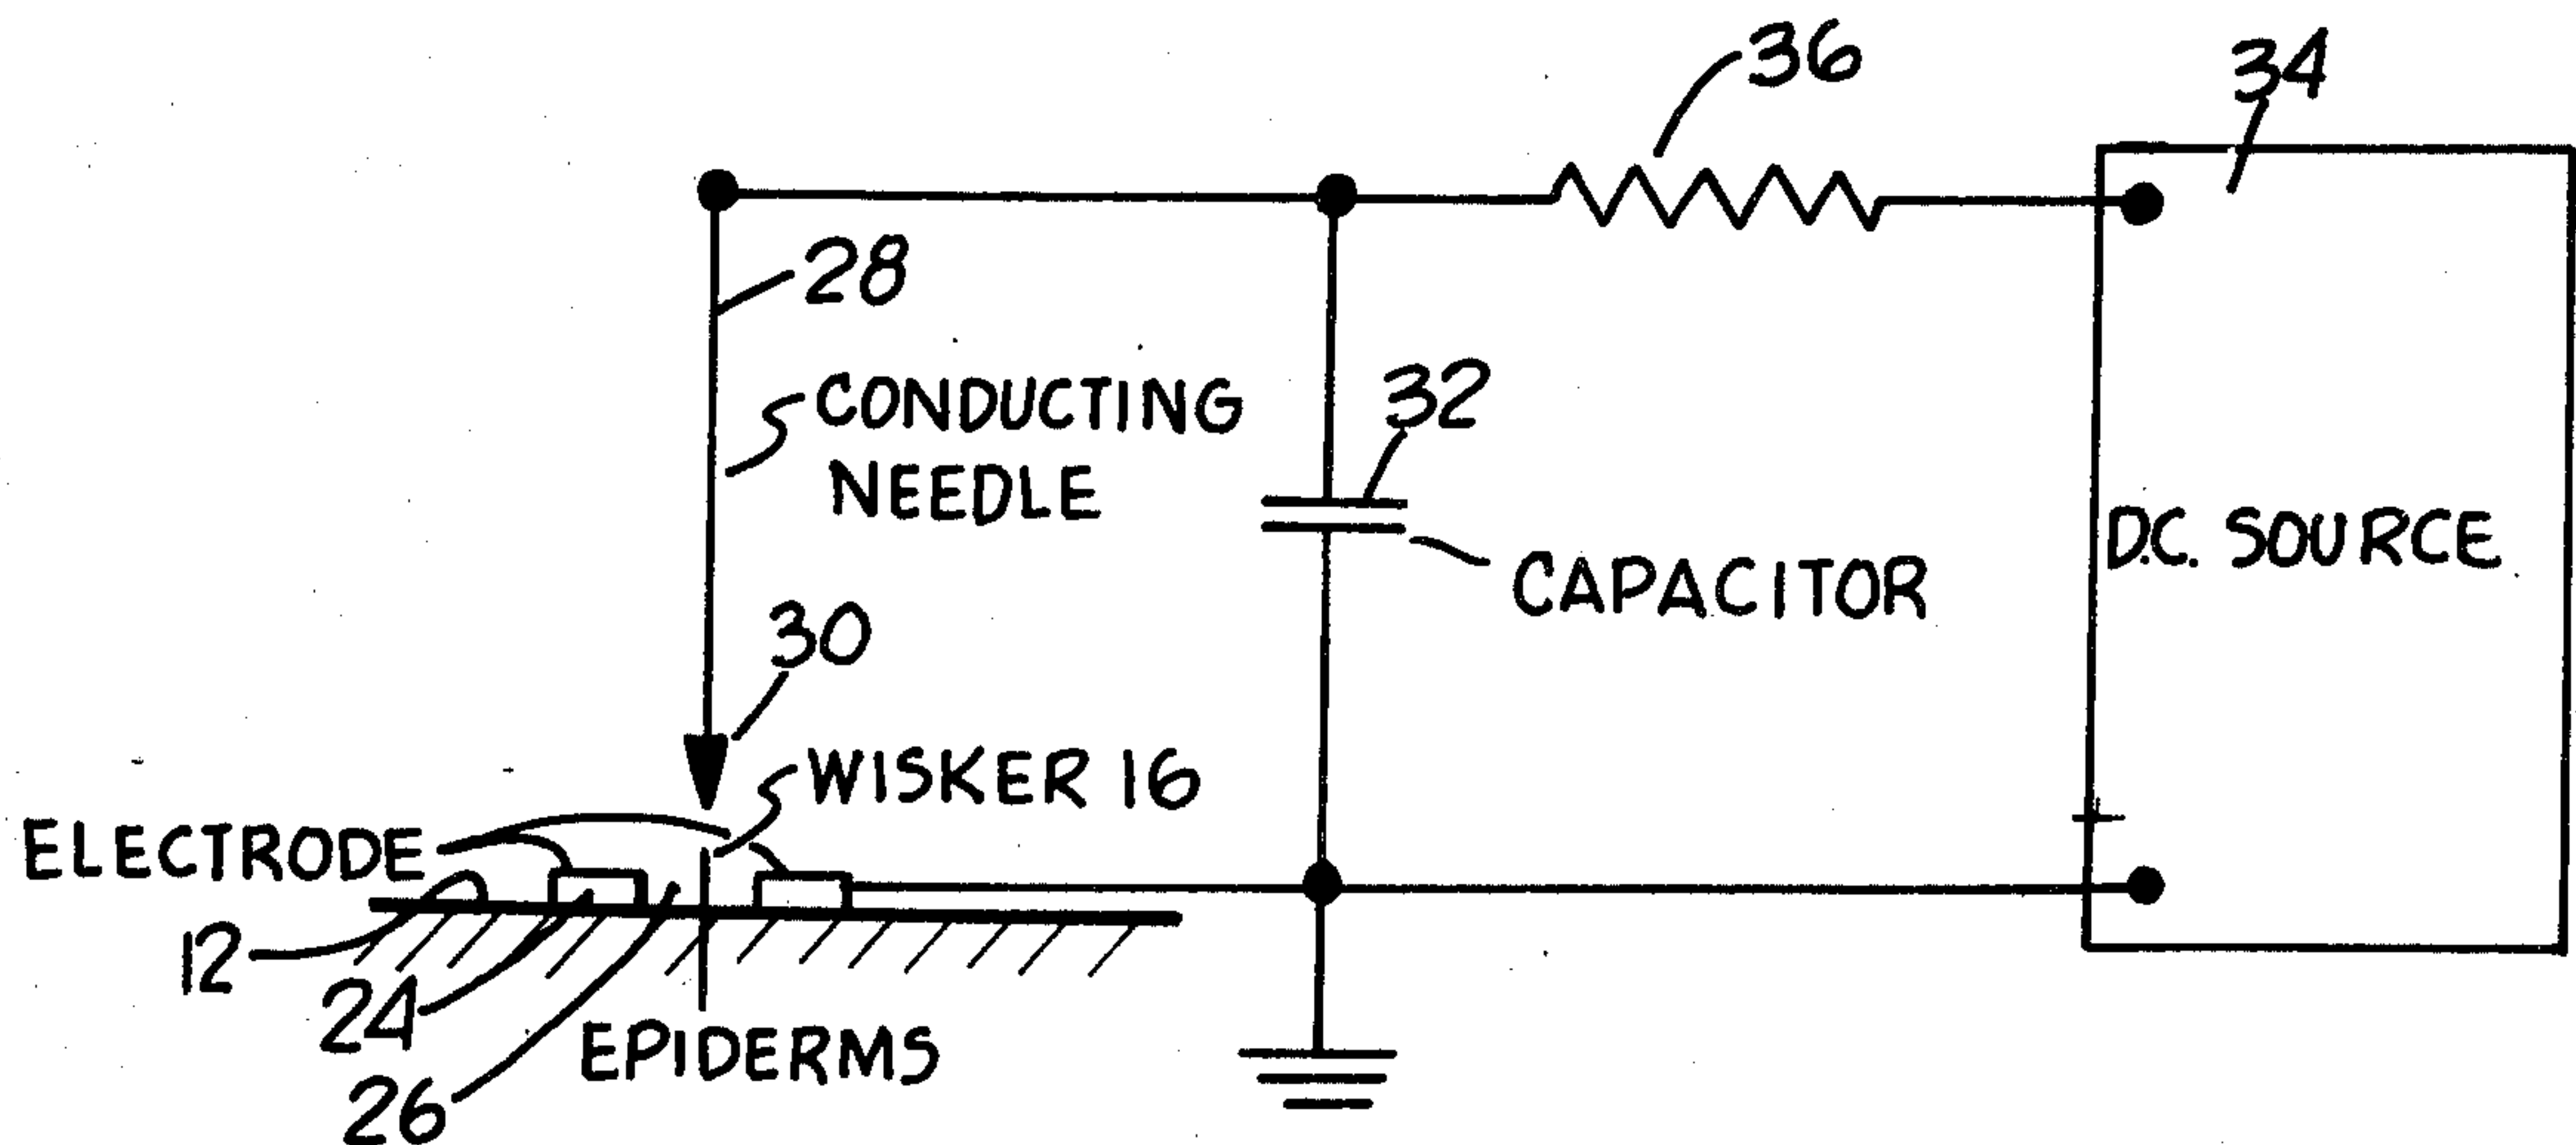 36
34
28
CONDUCTING
NEEDLE
32
D.C. SOURCE
CAPACITOR
30
WISKER 16
ELECTRODE
12
24
EPIDERMS
26